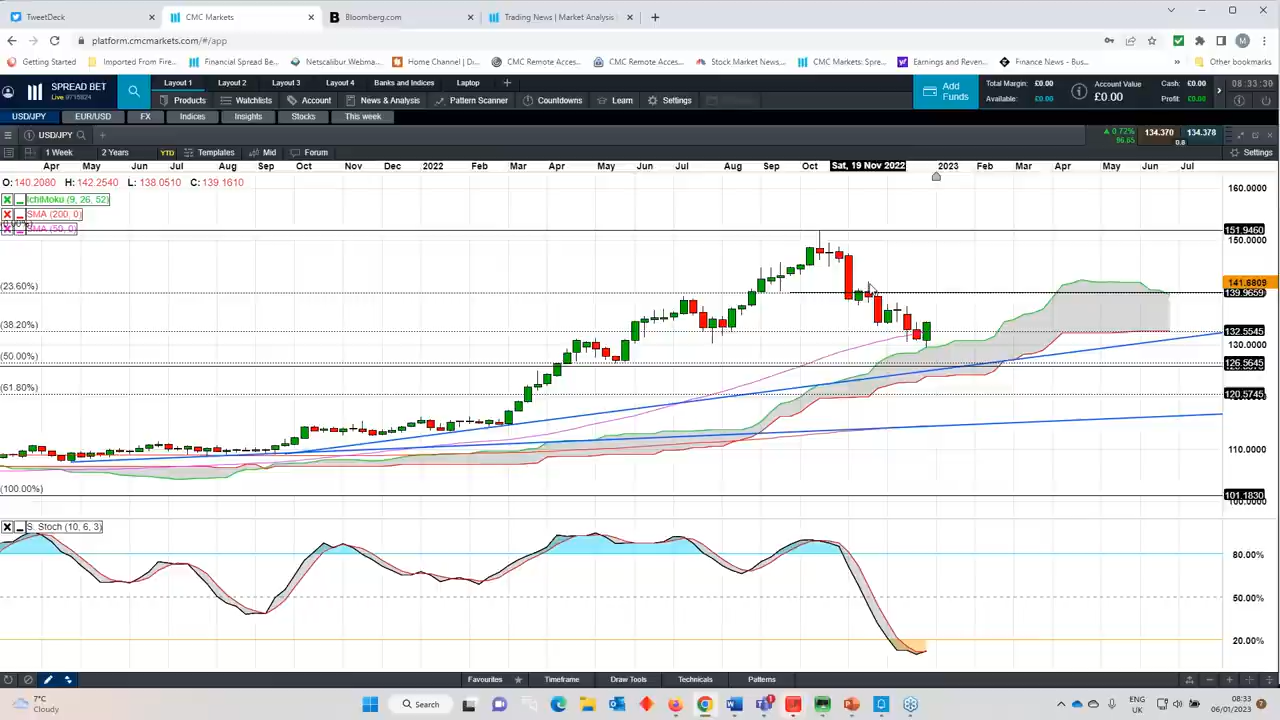 TweetDeck CMC Markets Bloomberg.com Trading News | Market Analysis
platform.cmcmarkets.com/#/app
Getting Started Imported From Fire... Financial Spread Be... Netscalibur.Webma... Home Channel | Di... CMC Remote Acces... CMC Remote Acces... Stock Market News,... CMC Markets: Spre... Earnings and Reven... Finance News - Bus... Other bookmarks
SPREAD BET
Layout 1 Layout 2 Layout 3 Layout 4 Banks and Indices Laptop
Add Funds
Total Margin: £0.00
Available: £0.00
Account Value
£0.00
Cash: €0.00
Profit: €0.00
08:33:30
Products Watchlists Account News & Analysis Pattern Scanner Countdowns Learn Settings
USD/JPY EUR/USD FX Indices Insights Stocks This week
USD/JPY
0.72%
96.65
134.370 134.378
0.8
1 Week 2 Years YTD Templates Mid Forum Settings
Apr May Jun Jul Aug Sep Oct Nov Dec 2022 Feb Mar Apr May Jun Jul Aug Sep Oct Sat, 19 Nov 2022 2023 Feb Mar Apr May Jun Jul
O: 140.2080 H: 142.2540 L: 138.0510 C: 139.1610
IchiMoku (9, 26, 52)
SMA (200, 0)
SMA (50, 0)
160.0000
151.9460
150.0000
141.6809
(23.60%) 139.9659
(38.20%) 132.5545
130.0000
(50.00%) 126.5645
(61.80%) 120.5745
110.0000
(100.00%) 101.1830
S. Stoch (10, 6, 3)
80.00%
50.00%
20.00%
Favourites Timeframe Draw Tools Technicals Patterns
7°C
Cloudy
Search
ENG
UK
08:33
06/01/2023